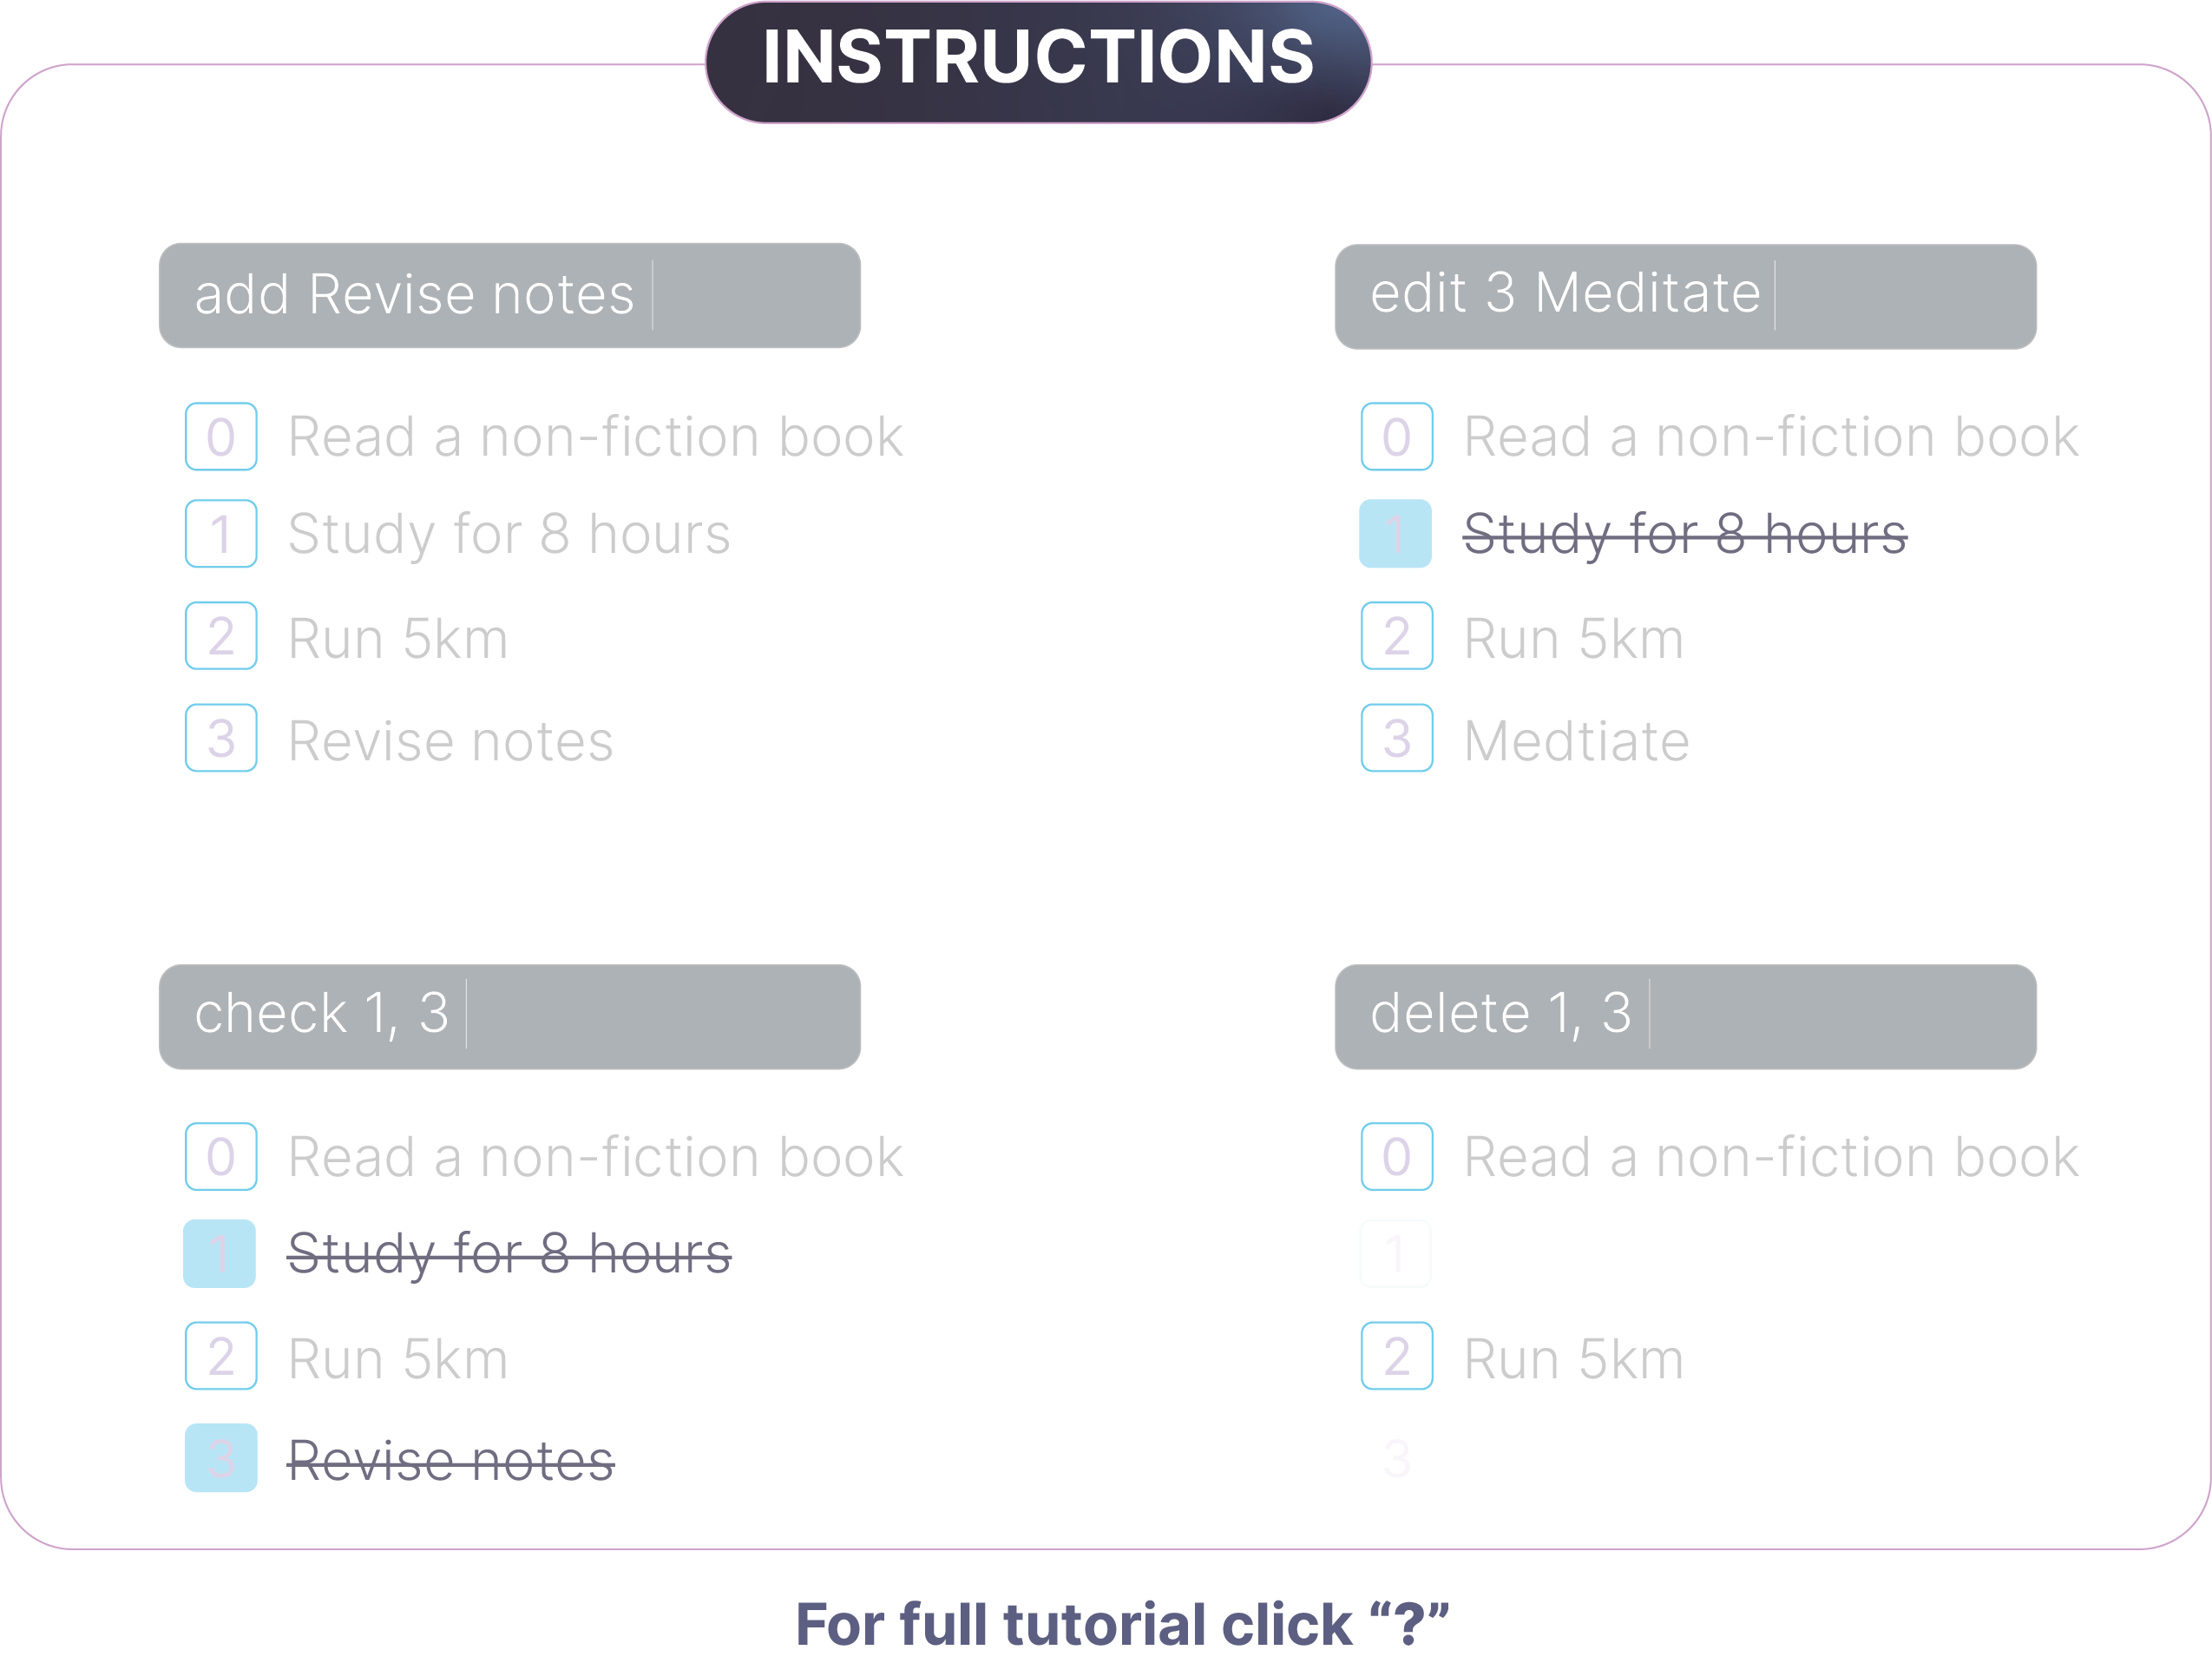 INSTRUCTIONS
add Revise notes
0 Read a non-fiction book
1 Study for 8 hours
2 Run 5km
3 Revise notes
edit 3 Mediate
0 Read a non-fiction book
1 Study for 8 hours
2 Run 5km
3 Medtiate
check 1, 3
0 Read a non-fiction book
1 Study for 8 hours
2 Run 5km
3 Revise notes
delete 1, 3
0 Read a non-fiction book
1
2 Run 5km
3
For full tutorial click “?”